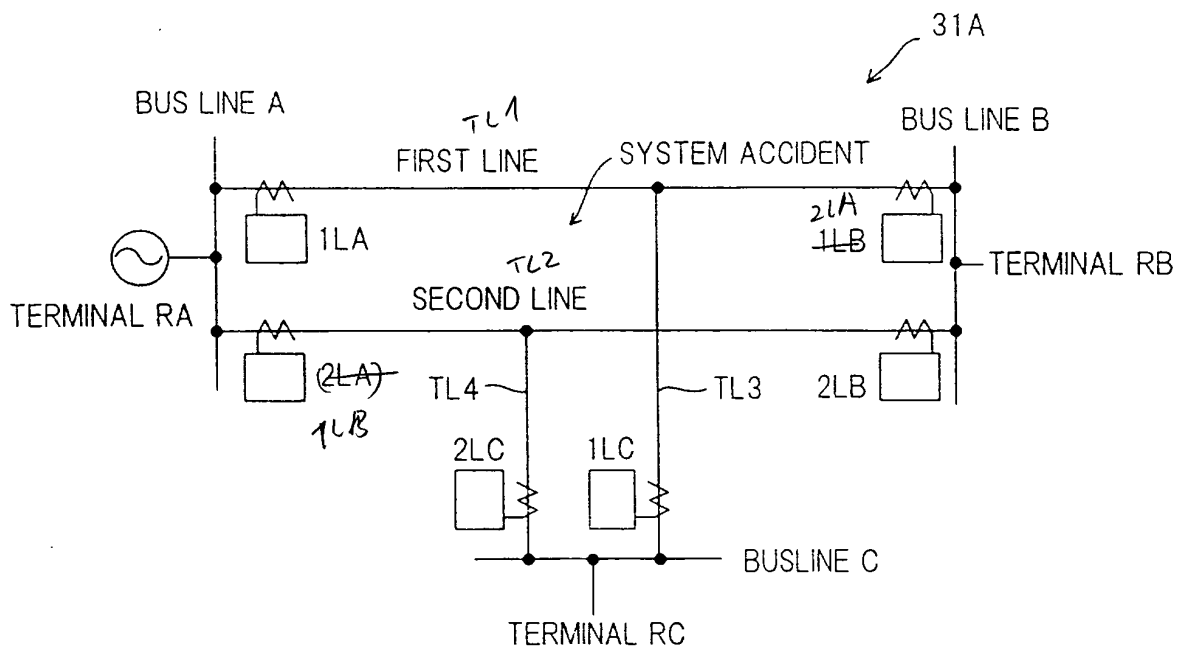 31A
BUS LINE A
BUS LINE B
TL1
FIRST LINE
SYSTEM ACCIDENT
1LA
2LA
1LB
TL2
SECOND LINE
TERMINAL RA
TERMINAL RB
(2LA)
1LB
TL4
TL3
2LB
2LC
1LC
BUSLINE C
TERMINAL RC